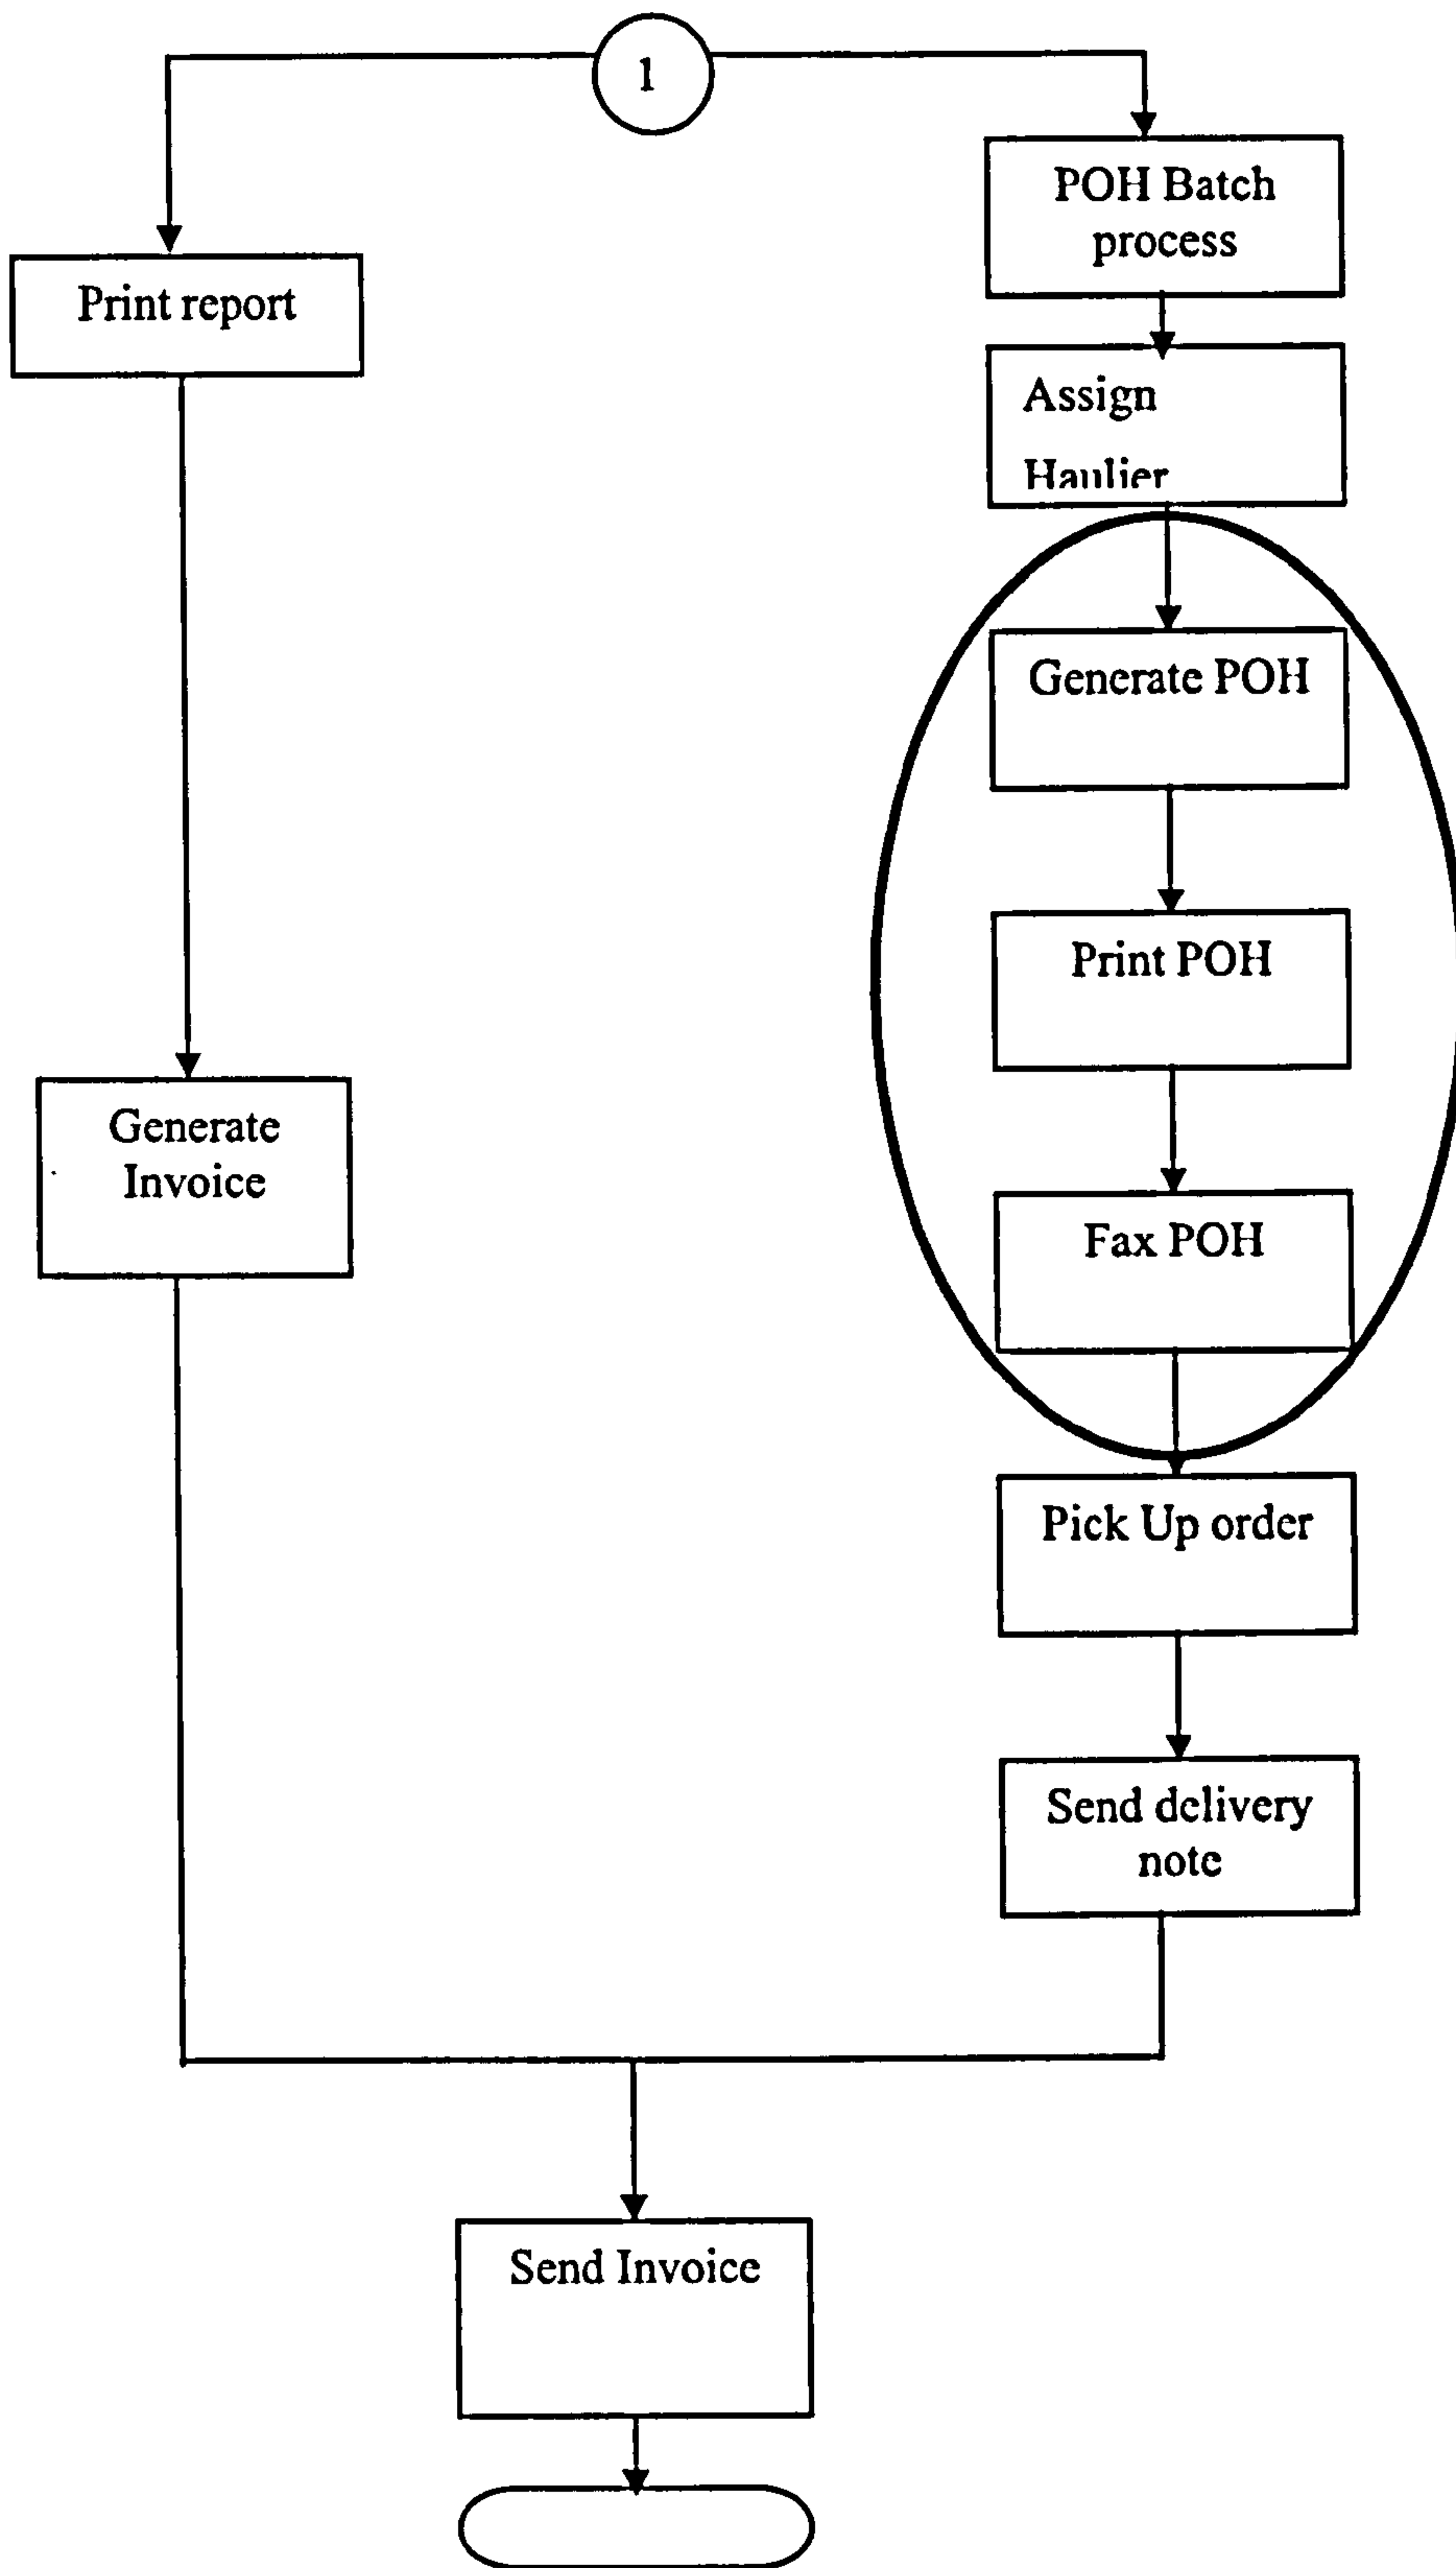 1
POH Batch
process
Print report
Assign
Haulier
Generate POH
Print POH
Generate
Invoice
Fax POH
Pick Up order
Send delivery
note
Send Invoice